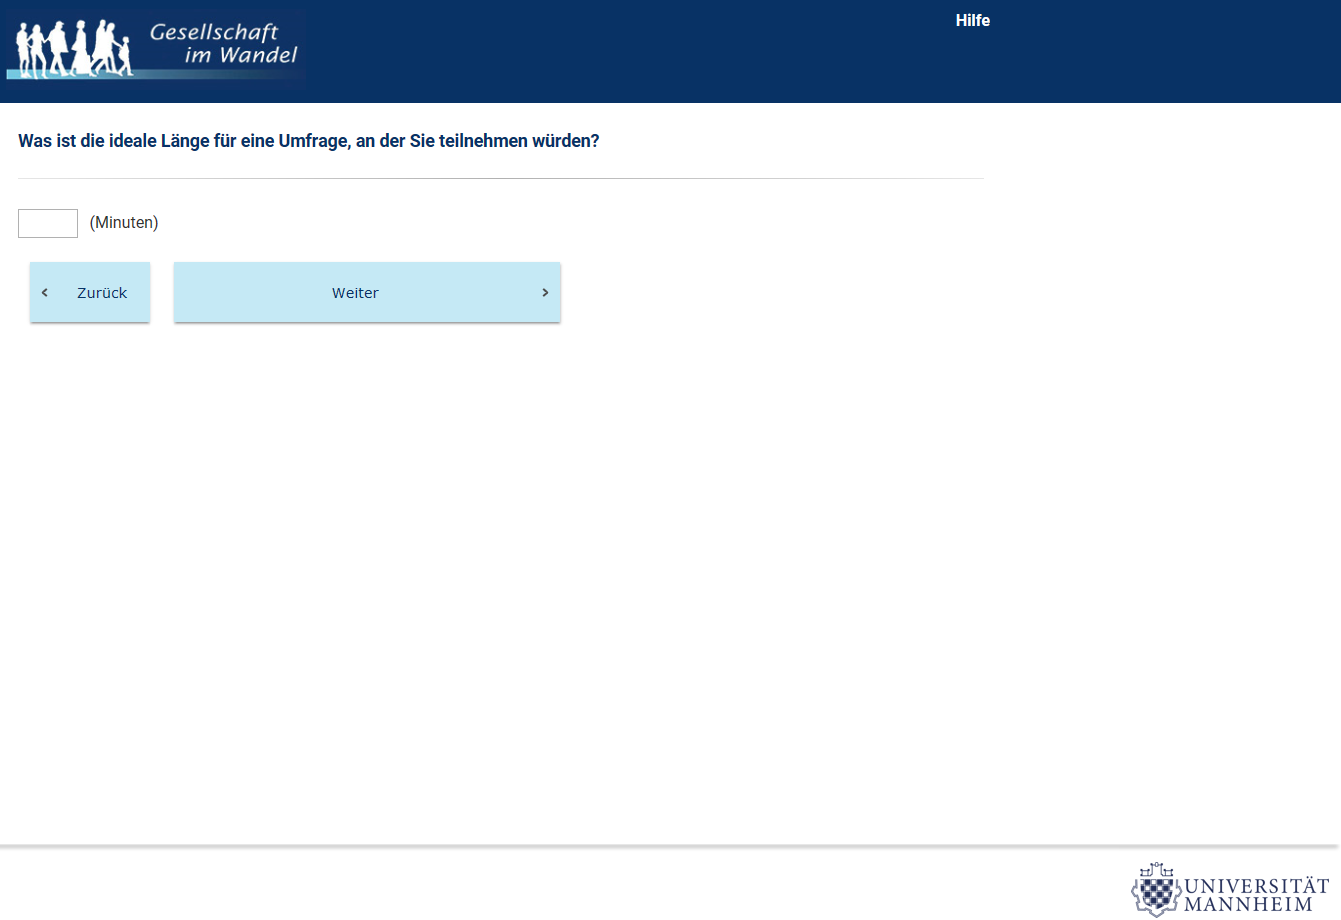 Gesellschaft
im Wandel
Hilfe
Was ist die ideale Länge für eine Umfrage, an der Sie teilnehmen würden?
(Minuten)
Zurück
Weiter
UNIVERSITÄT
MANNHEIM